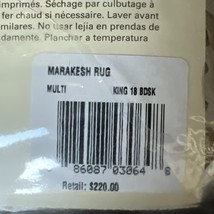 imprimés. Séchage par culbutage à
fer chaud si nécessaire. Laver avant
milares. No usar lejia en prendas de
damente. Planchar a temperatura
MARAKESH RUG
MULTI KING 18 BDSK
86087 03064 8
Retail: $220.00